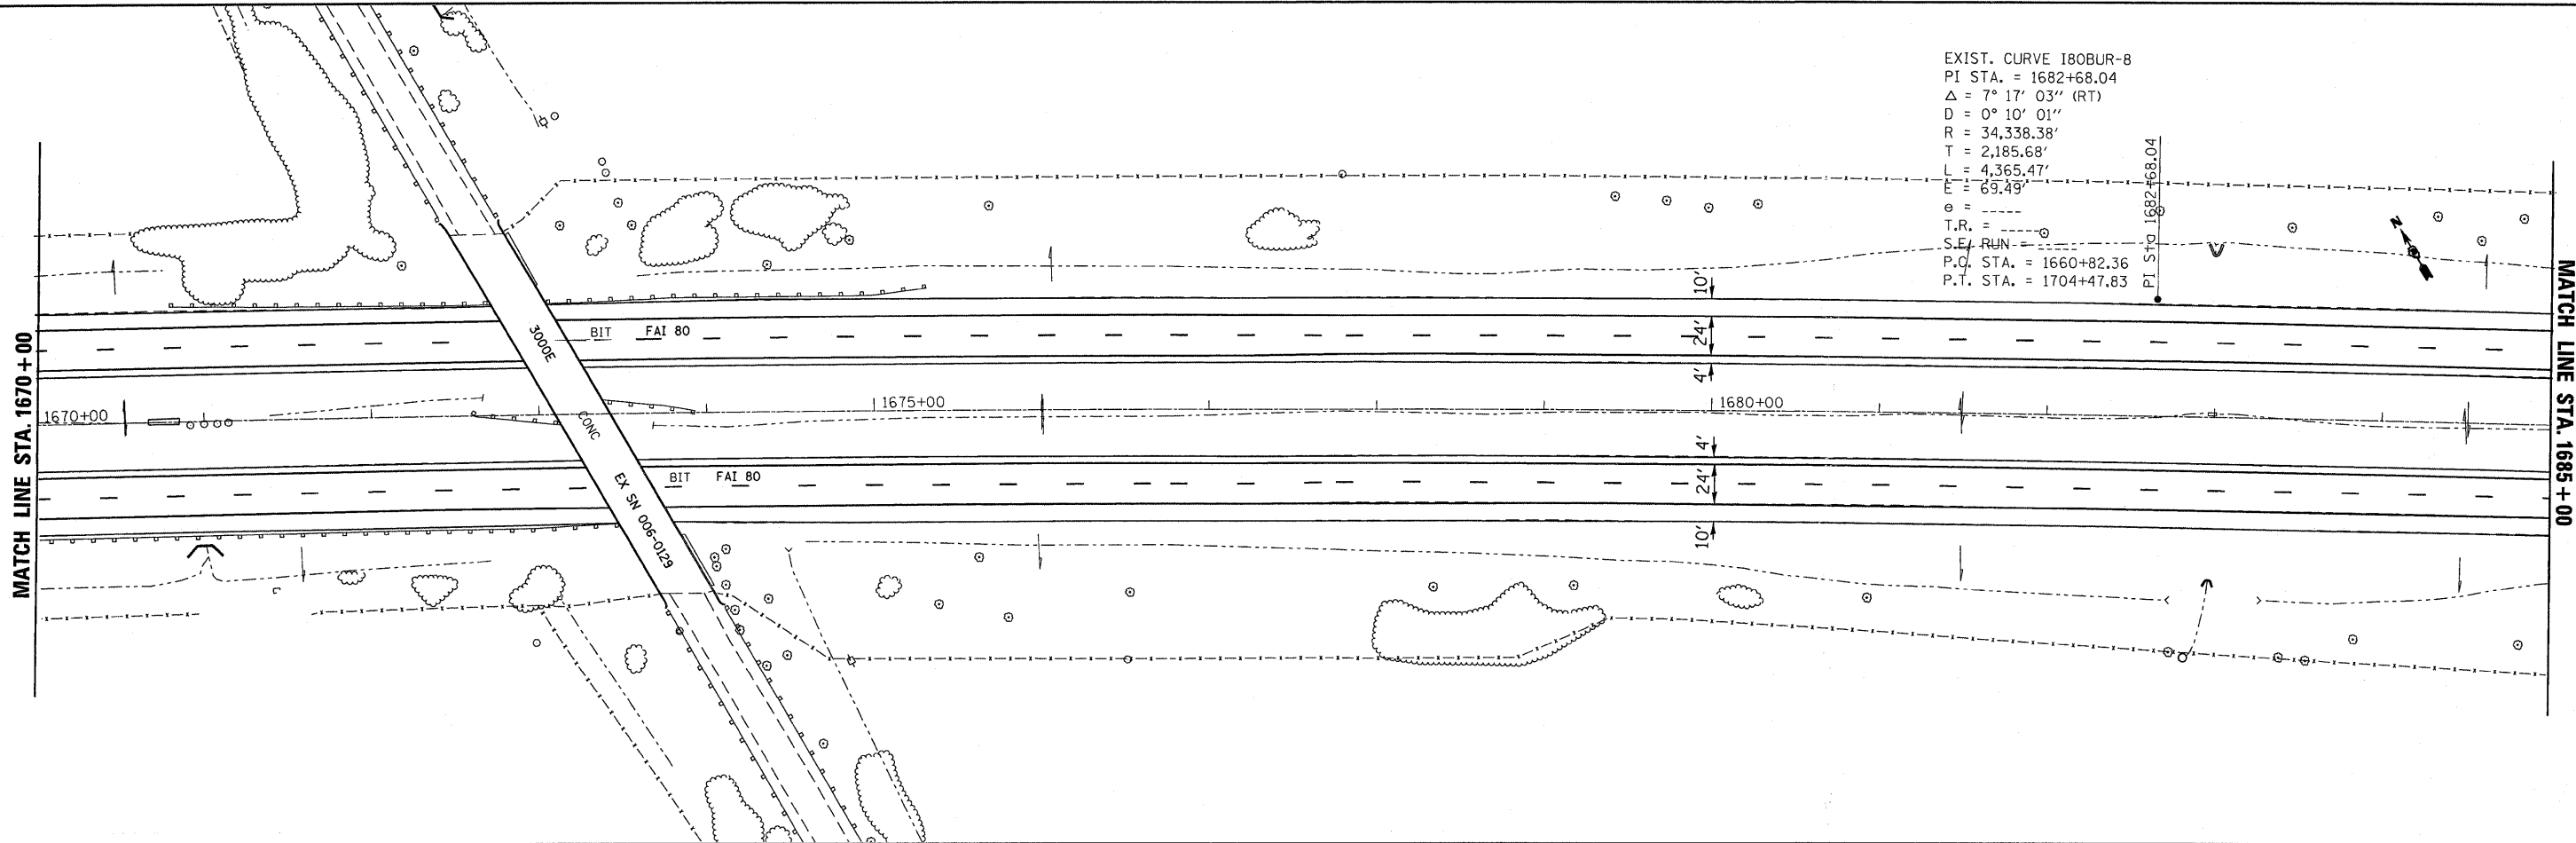 EXIST. CURVE I80BUR-8
PI STA. = 1682+68.04
Δ = 7° 17' 03'' (RT)
D = 0° 10' 01''
R = 34,338.38'
T = 2,185.68'
L = 4,365.47'
E = 69.49'
e = -----
T.R. = -----
S.E. RUN = -----
P.C. STA. = 1660+82.36
P.T. STA. = 1704+47.83
PI Sta 1682+68.04
N
MATCH LINE STA. 1670+00
MATCH LINE STA. 1685+00
10'
24'
4'
BIT FAI 80
3000E
1670+00
1675+00
1680+00
CONC
4'
24'
10'
BIT FAI 80
EX SN 006-0129